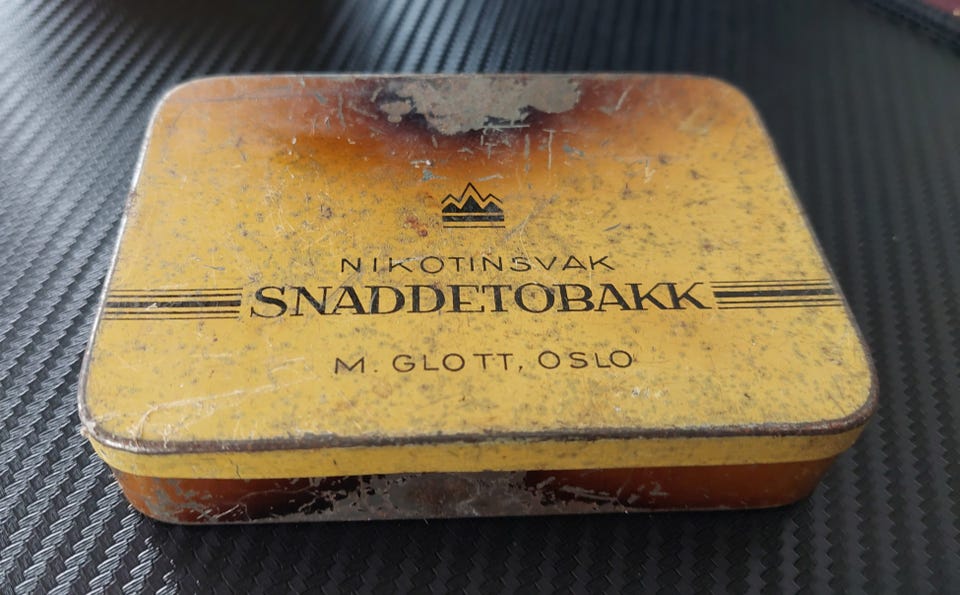 NIKOTINSVAK
SNADDETOBAKK
M. GLOTT, OSLO